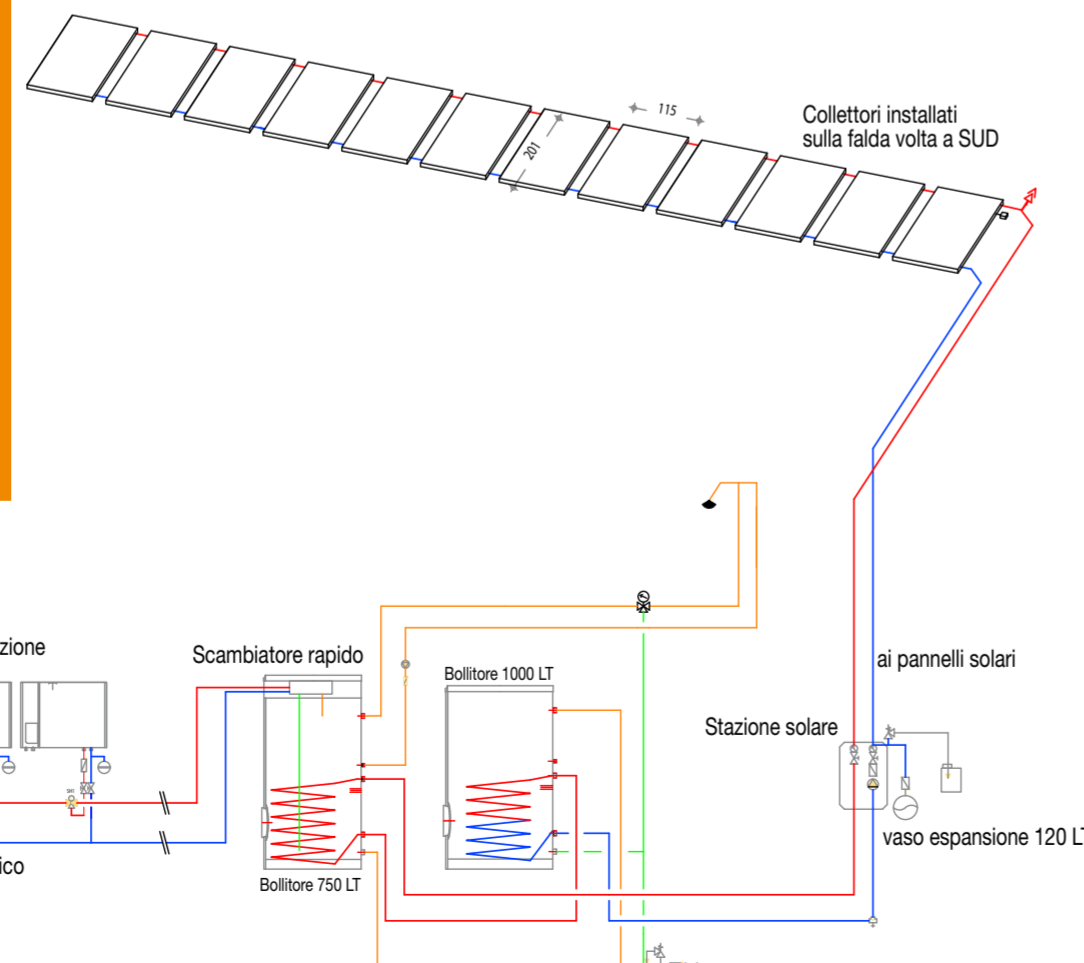 115
201
Collettori installati
sulla falda volta a SUD
zione
Scambiatore rapido
Bollitore 1000 LT
ai pannelli solari
Stazione solare
vaso espansione 120 LT
ico
Bollitore 750 LT